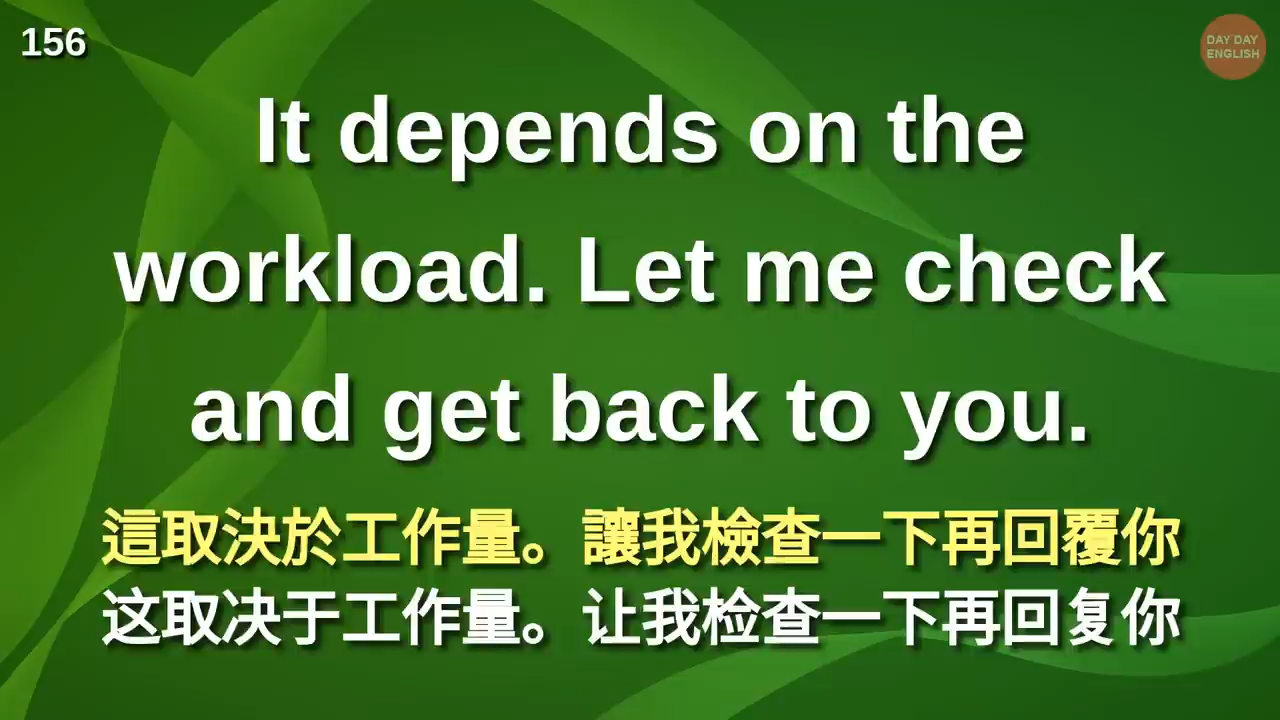 156
DAY DAY
ENGLISH
It depends on the
workload. Let me check
and get back to you.
這取決於工作量。讓我檢查一下再回覆你
这取决于工作量。让我检查一下再回复你